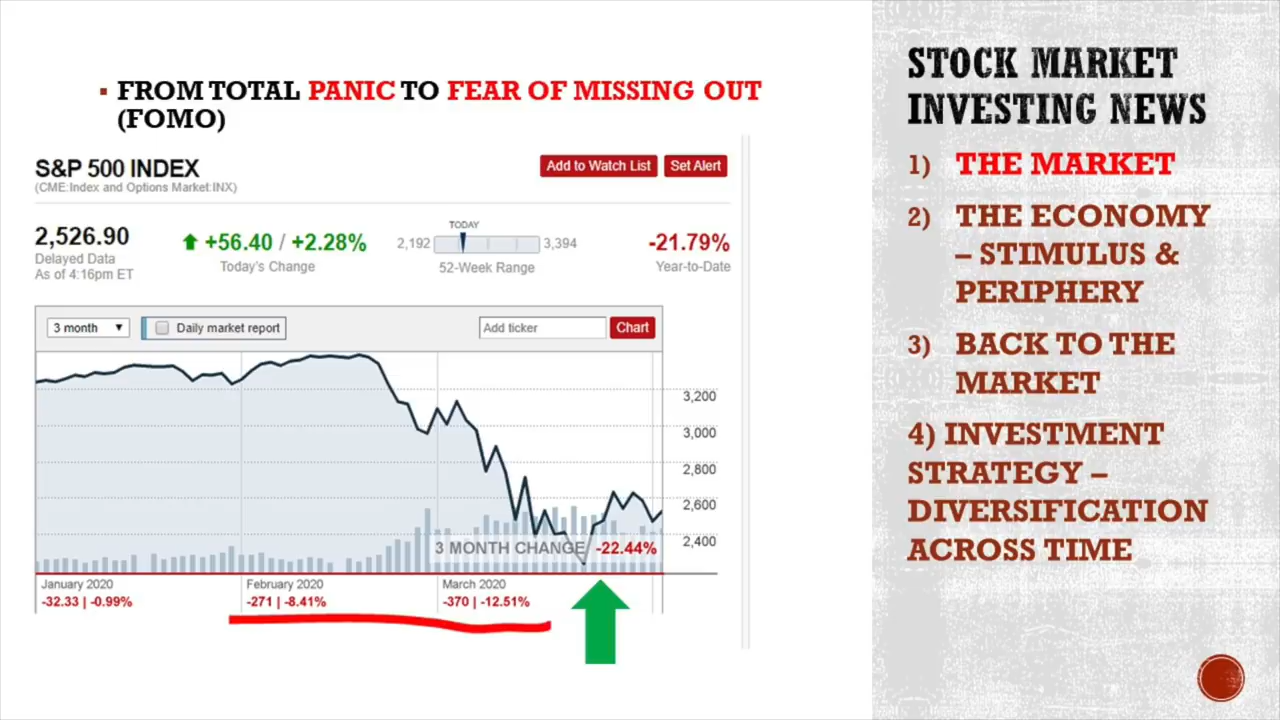 FROM TOTAL PANIC TO FEAR OF MISSING OUT
(FOMO)
S&P 500 INDEX
(CME:Index and Options Market:INX)
Add to Watch List
Set Alert
2,526.90
Delayed Data
As of 4:16pm ET
+56.40 / +2.28%
Today's Change
TODAY
2,192
3,394
52-Week Range
-21.79%
Year-to-Date
3 month
Daily market report
Add ticker
Chart
3,200
3,000
2,800
2,600
2,400
3 MONTH CHANGE -22.44%
January 2020
-32.33 | -0.99%
February 2020
-271 | -8.41%
March 2020
-370 | -12.51%
STOCK MARKET
INVESTING NEWS
1) THE MARKET
2) THE ECONOMY
– STIMULUS &
PERIPHERY
3) BACK TO THE
MARKET
4) INVESTMENT
STRATEGY –
DIVERSIFICATION
ACROSS TIME